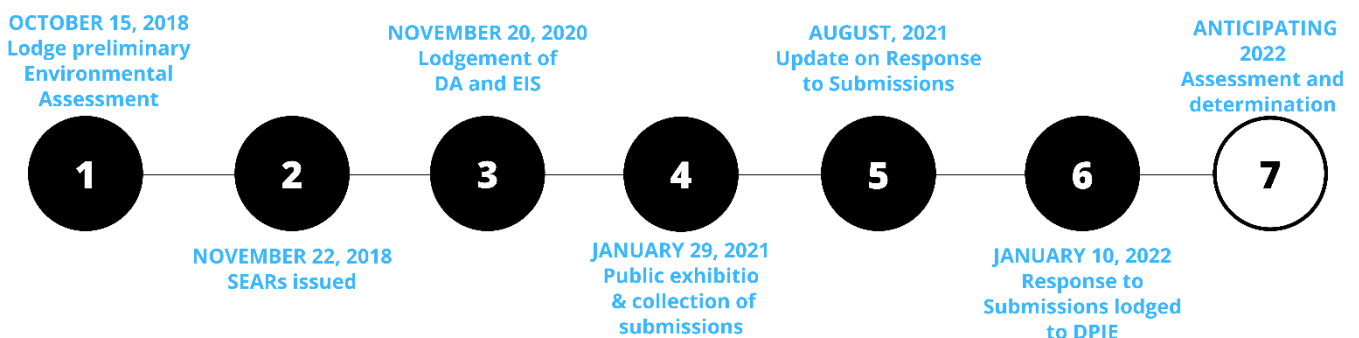 OCTOBER 15, 2018
Lodge preliminary
Environmental
Assessment
1
2
NOVEMBER 22, 2018
SEARs issued
NOVEMBER 20, 2020
Lodgement of
DA and EIS
3
4
JANUARY 29, 2021
Public exhibitio
& collection of
submissions
AUGUST, 2021
Update on Response
to Submissions
5
6
JANUARY 10, 2022
Response to
Submissions lodged
to DPIE
ANTICIPATING
2022
Assessment and
determination
7